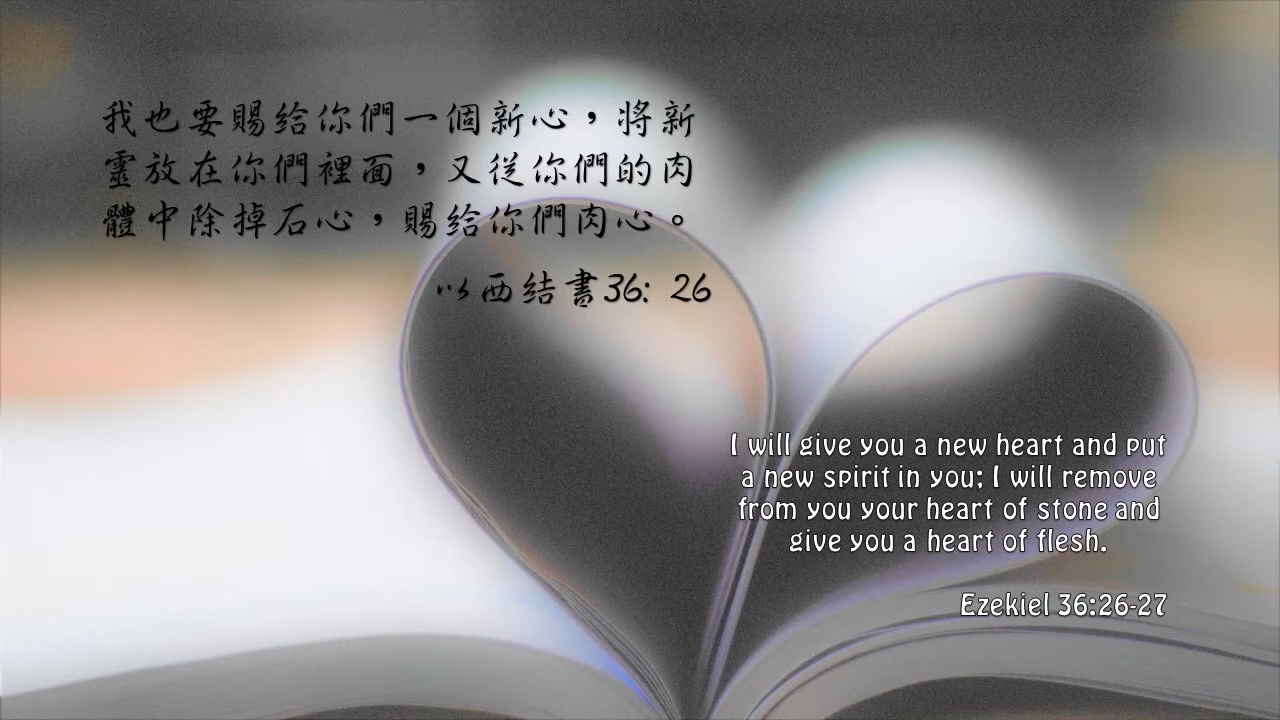 我也要賜給你們一個新心，將新
靈放在你們裡面，又從你們的肉
體中除掉石心，賜給你們肉心。
以西结書36: 26
I will give you a new heart and put
a new spirit in you; I will remove
from you your heart of stone and
give you a heart of flesh.
Ezekiel 36:26-27